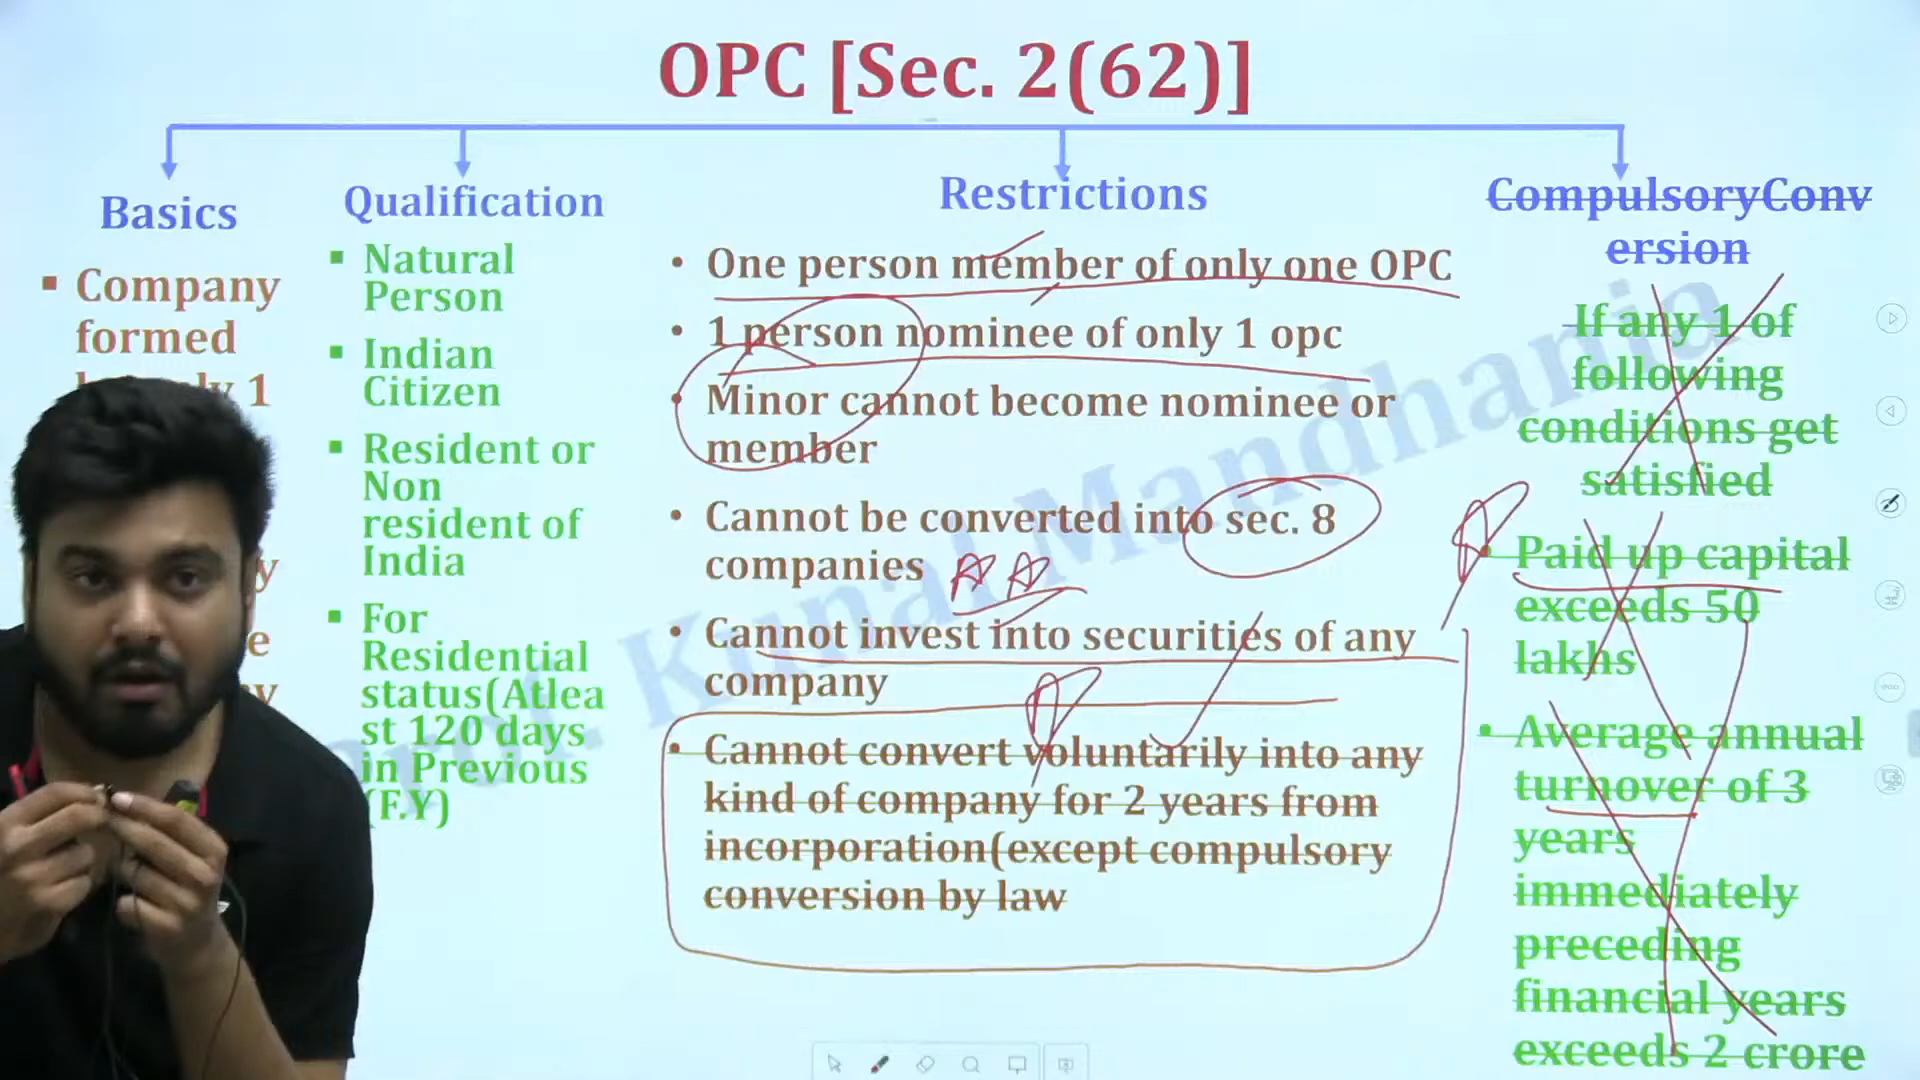 OPC [Sec. 2(62)]
Basics
▪ Company
formed
1
y
e
y
Qualification
▪ Natural
Person
▪ Indian
Citizen
▪ Resident or
Non
resident of
India
▪ For
Residential
status(Atlea
st 120 days
in Previous
(F.Y)
Restrictions
• One person member of only one OPC
• 1 person nominee of only 1 opc
• Minor cannot become nominee or
member
• Cannot be converted into sec. 8
companies
• Cannot invest into securities of any
company
• Cannot convert voluntarily into any
kind of company for 2 years from
incorporation(except compulsory
conversion by law
CompulsoryConv
ersion
If any 1 of
following
conditions get
satisfied
• Paid up capital
exceeds 50
lakhs
• Average annual
turnover of 3
years
immediately
preceding
financial years
exceeds 2 crore
Prof. Kunal Mandhania